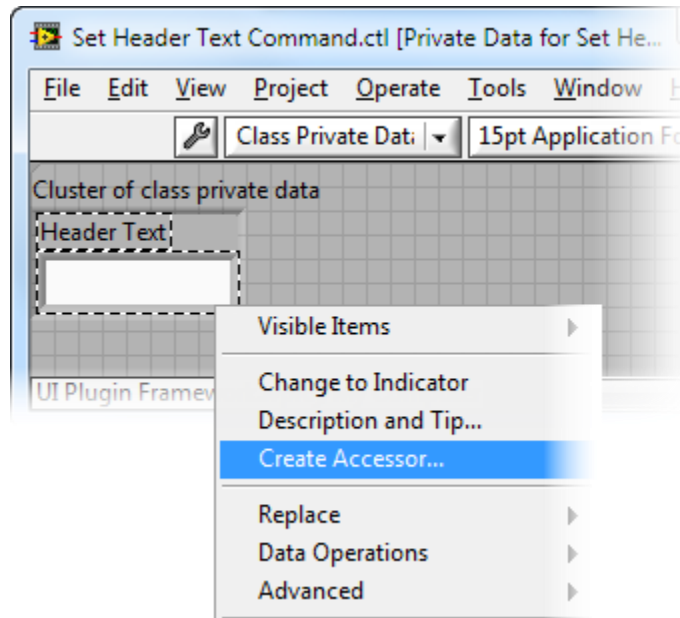 Set Header Text Command.ctl [Private Data for Set He...
File Edit View Project Operate Tools Window H
Class Private Dat: 15pt Application Fo
Cluster of class private data
Header Text
Visible Items
Change to Indicator
UI Plugin Framew
Description and Tip...
Create Accessor...
Replace
Data Operations
Advanced